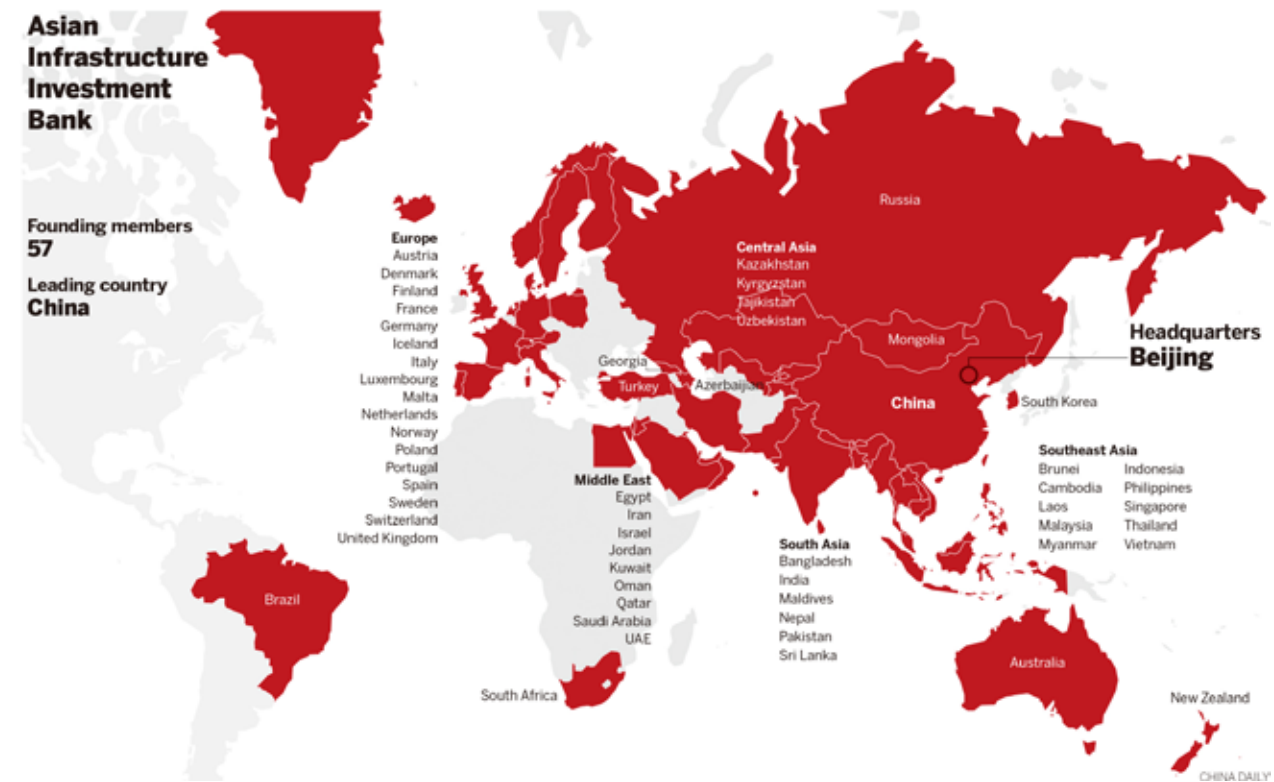 Asian
Infrastructure
Investment
Bank
Founding members
57
Leading country
China
Europe
Austria
Denmark
Finland
France
Germany
Iceland
Italy
Luxembourg
Malta
Netherlands
Norway
Poland
Portugal
Spain
Sweden
Switzerland
United Kingdom
Russia
Central Asia
Kazakhstan
Kyrgyzstan
Tajikistan
Uzbekistan
Mongolia
Georgia
Turkey
Azerbaijian
China
Headquarters
Beijing
South Korea
Middle East
Egypt
Iran
Israel
Jordan
Kuwait
Oman
Qatar
Saudi Arabia
UAE
South Asia
Bangladesh
India
Maldives
Nepal
Pakistan
Sri Lanka
Southeast Asia
Brunei Indonesia
Cambodia Philippines
Laos Singapore
Malaysia Thailand
Myanmar Vietnam
Brazil
South Africa
Australia
New Zealand
CHINA DAILY